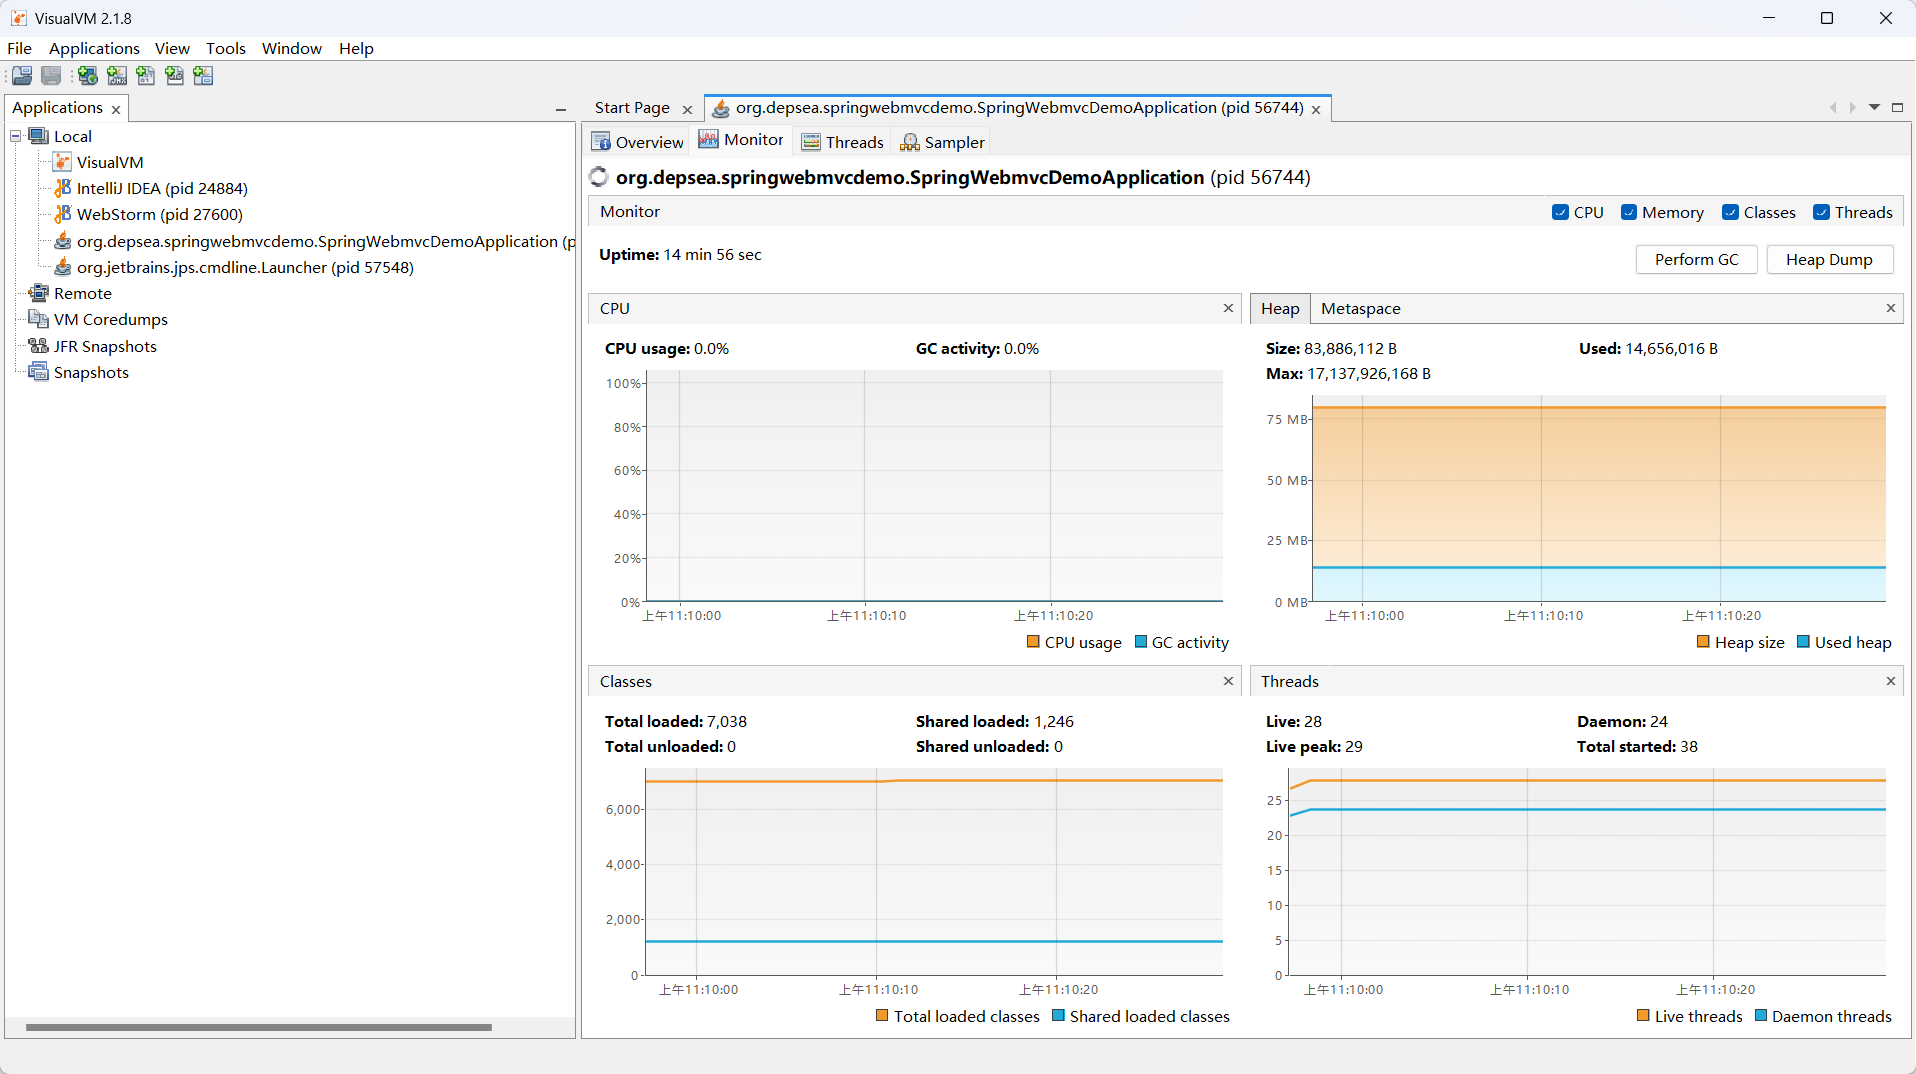 VisualVM 2.1.8
File Applications View Tools Window Help
Applications
Local
VisualVM
IntelliJ IDEA (pid 24884)
WebStorm (pid 27600)
org.depsea.springwebmvcdemo.SpringWebmvcDemoApplication (p
org.jetbrains.jps.cmdline.Launcher (pid 57548)
Remote
VM Coredumps
JFR Snapshots
Snapshots
Start Page org.depsea.springwebmvcdemo.SpringWebmvcDemoApplication (pid 56744)
Overview Monitor Threads Sampler
org.depsea.springwebmvcdemo.SpringWebmvcDemoApplication (pid 56744)
Monitor CPU Memory Classes Threads
Uptime: 14 min 56 sec
Perform GC Heap Dump
CPU
CPU usage: 0.0% GC activity: 0.0%
100%
80%
60%
40%
20%
0%
上午11:10:00 上午11:10:10 上午11:10:20
CPU usage GC activity
Heap Metaspace
Size: 83,886,112 B Used: 14,656,016 B
Max: 17,137,926,168 B
75 MB
50 MB
25 MB
0 MB
上午11:10:00 上午11:10:10 上午11:10:20
Heap size Used heap
Classes
Total loaded: 7,038 Shared loaded: 1,246
Total unloaded: 0 Shared unloaded: 0
6,000
4,000
2,000
0
上午11:10:00 上午11:10:10 上午11:10:20
Total loaded classes Shared loaded classes
Threads
Live: 28 Daemon: 24
Live peak: 29 Total started: 38
25
20
15
10
5
0
上午11:10:00 上午11:10:10 上午11:10:20
Live threads Daemon threads